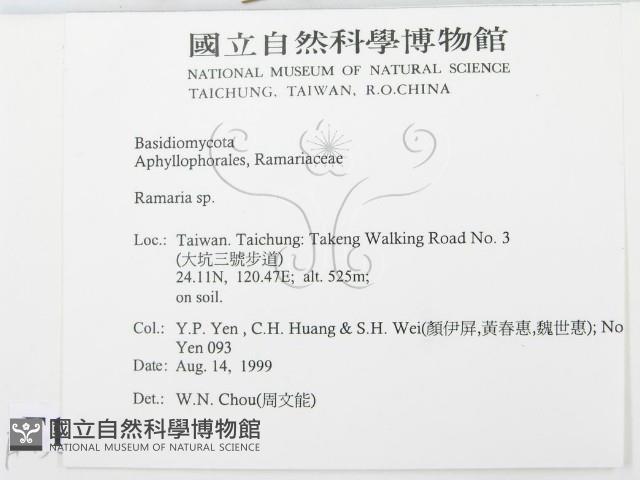 國立自然科學博物館
NATIONAL MUSEUM OF NATURAL SCIENCE
TAICHUNG, TAIWAN, R.O.CHINA
Basidiomycota
Aphyllophorales, Ramariaceae
Ramaria sp.
Loc.: Taiwan. Taichung: Takeng Walking Road No. 3
(大坑三號步道)
24.11N, 120.47E; alt. 525m;
on soil.
Col.: Y.P. Yen , C.H. Huang & S.H. Wei(顏伊屏,黃春惠,魏世惠); No
Yen 093
Date: Aug. 14, 1999
Det.: W.N. Chou(周文能)
國立自然科學博物館
NATIONAL MUSEUM OF NATURAL SCIENCE